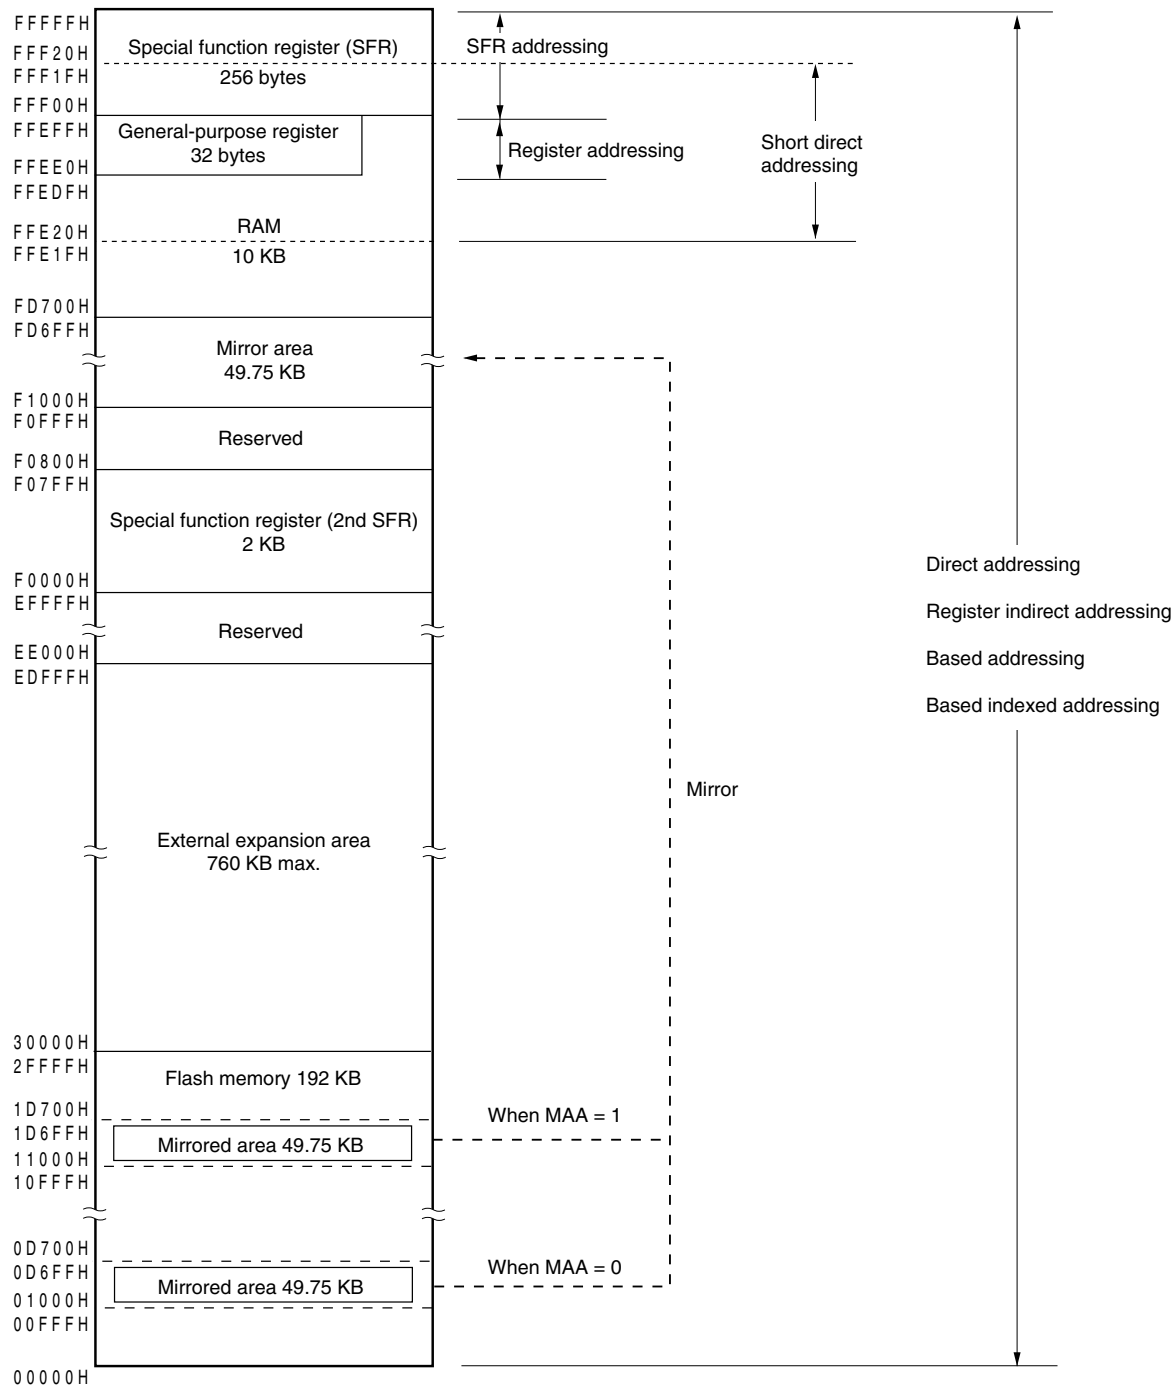 FFFFFH
FFF20H
Special function register (SFR)
SFR addressing
FFF1FH
256 bytes
FFF00H
FFEFFH
General-purpose register
32 bytes
Register addressing
Short direct
addressing
FFEE0H
FFEDFH
FFE20H
RAM
FFE1FH
10 KB
FD700H
FD6FFH
Mirror area
49.75 KB
F1000H
F0FFFH
Reserved
F0800H
F07FFH
Special function register (2nd SFR)
2 KB
F0000H
EFFFFH
Reserved
EE000H
EDFFFH
Direct addressing
Register indirect addressing
Based addressing
Based indexed addressing
Mirror
External expansion area
760 KB max.
30000H
2FFFFH
Flash memory 192 KB
1D700H
When MAA = 1
1D6FFH
Mirrored area 49.75 KB
11000H
10FFFH
0D700H
When MAA = 0
0D6FFH
Mirrored area 49.75 KB
01000H
00FFFH
00000H